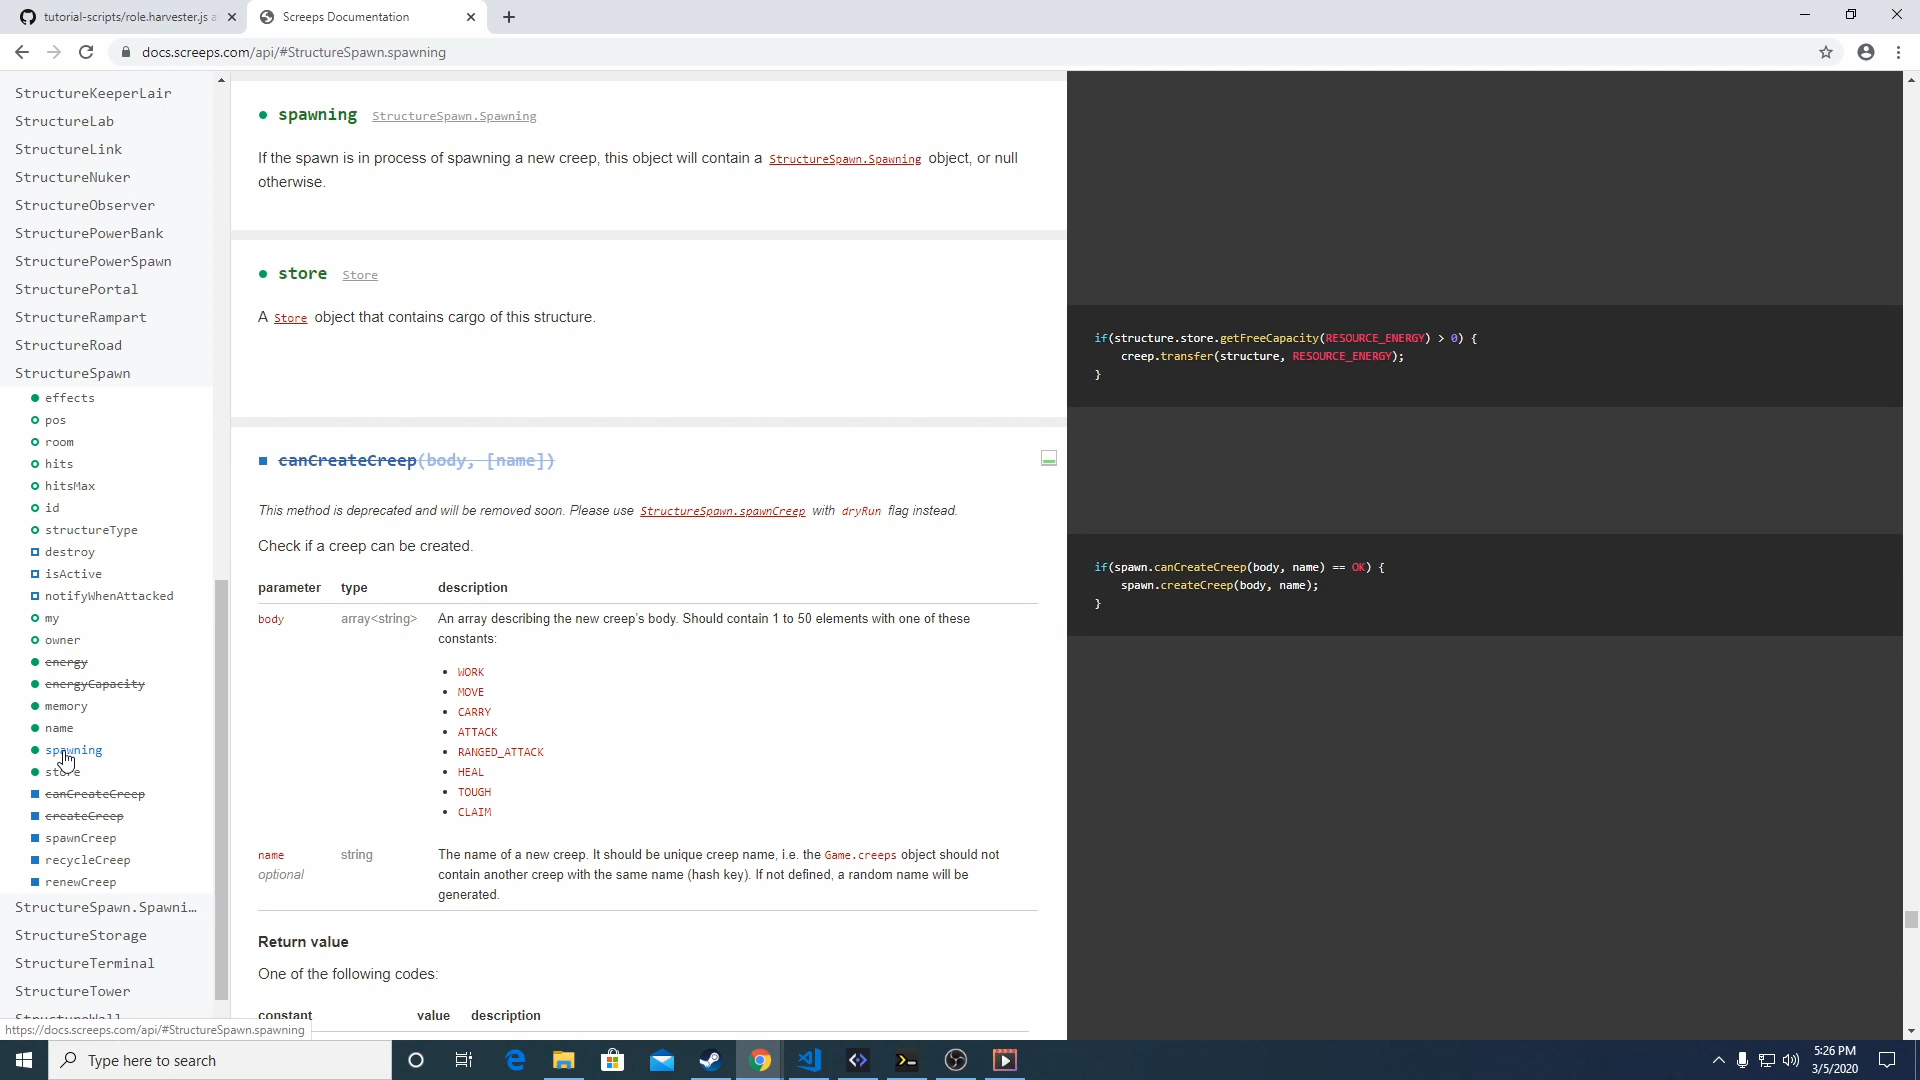 tutorial-scripts/role.harvester.js a
Screeps Documentation
docs.screeps.com/api/#StructureSpawn.spawning
StructureKeeperLair
StructureLab
StructureLink
StructureNuker
StructureObserver
StructurePowerBank
StructurePowerSpawn
StructurePortal
StructureRampart
StructureRoad
StructureSpawn
effects
pos
room
hits
hitsMax
id
structureType
destroy
isActive
notifyWhenAttacked
my
owner
energy
energyCapacity
memory
name
spawning
store
canCreateCreep
createCreep
spawnCreep
recycleCreep
renewCreep
StructureSpawn.Spawni…
StructureStorage
StructureTerminal
StructureTower
StructureWall
https://docs.screeps.com/api/#StructureSpawn.spawning
spawning StructureSpawn.Spawning
If the spawn is in process of spawning a new creep, this object will contain a StructureSpawn.Spawning object, or null
otherwise.
store Store
A Store object that contains cargo of this structure.
canCreateCreep(body, [name])
This method is deprecated and will be removed soon. Please use StructureSpawn.spawnCreep with dryRun flag instead.
Check if a creep can be created.
parameter type description
body array<string> An array describing the new creep's body. Should contain 1 to 50 elements with one of these
constants:
• WORK
• MOVE
• CARRY
• ATTACK
• RANGED_ATTACK
• HEAL
• TOUGH
• CLAIM
name string The name of a new creep. It should be unique creep name, i.e. the Game.creeps object should not
optional contain another creep with the same name (hash key). If not defined, a random name will be
generated.
Return value
One of the following codes:
constant value description
if(structure.store.getFreeCapacity(RESOURCE_ENERGY) > 0) {
creep.transfer(structure, RESOURCE_ENERGY);
}
if(spawn.canCreateCreep(body, name) == OK) {
spawn.createCreep(body, name);
}
Type here to search
5:26 PM
3/5/2020